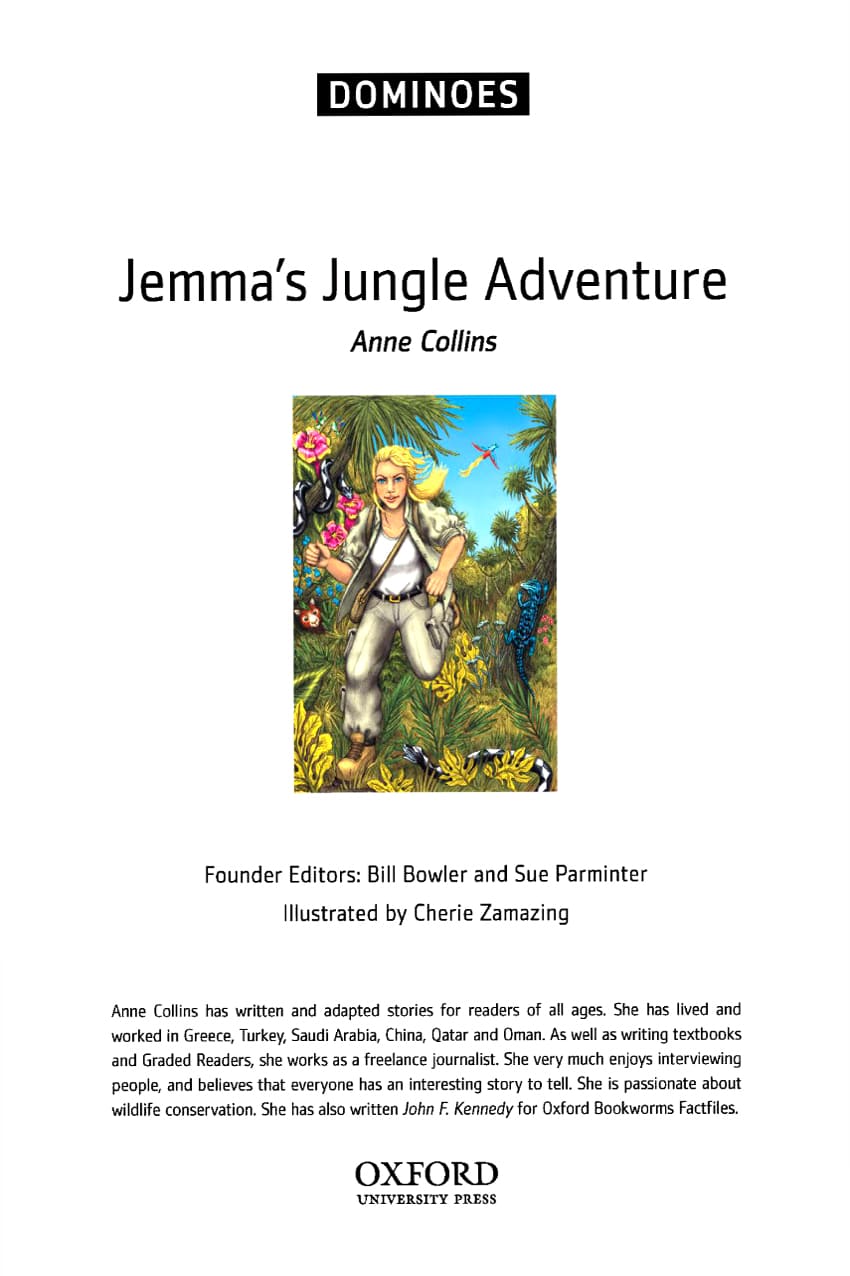 DOMINOES
Jemma's Jungle Adventure
Anne Collins
Founder Editors: Bill Bowler and Sue Parminter
Illustrated by Cherie Zamazing
Anne Collins has written and adapted stories for readers of all ages. She has lived and
worked in Greece, Turkey, Saudi Arabia, China, Qatar and Oman. As well as writing textbooks
and Graded Readers, she works as a freelance journalist. She very much enjoys interviewing
people, and believes that everyone has an interesting story to tell. She is passionate about
wildlife conservation. She has also written John F. Kennedy for Oxford Bookworms Factfiles.
OXFORD
UNIVERSITY PRESS